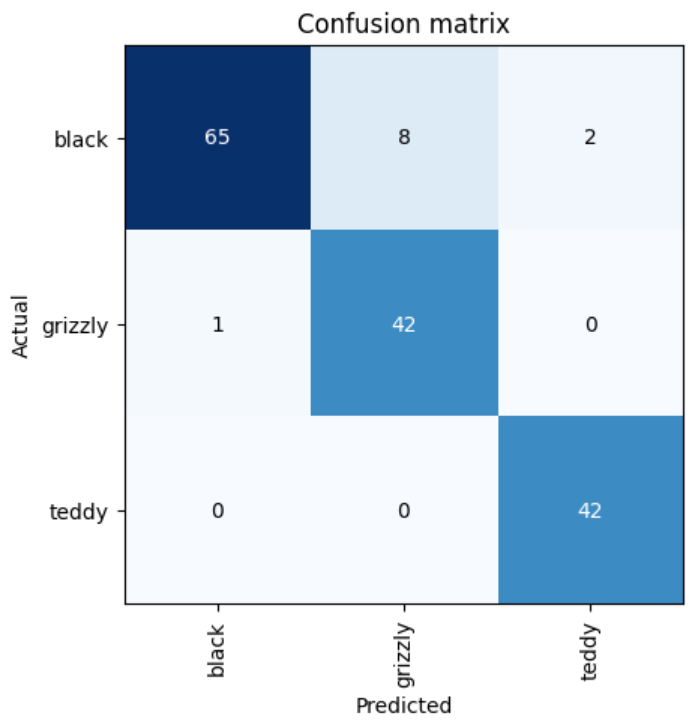 Confusion matrix
black 65 8 2
grizzly 1 42 0
teddy 0 0 42
Actual
black grizzly teddy
Predicted